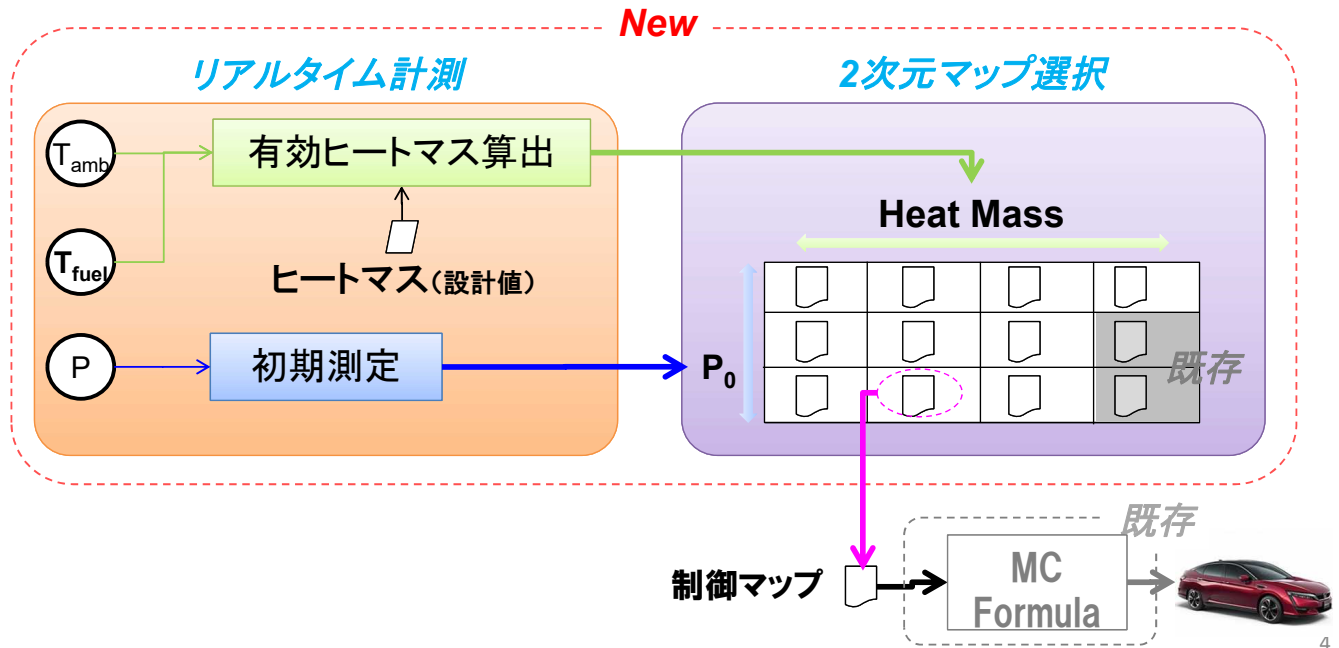 New
リアルタイム計測
2次元マップ選択
Tamb
有効ヒートマス算出
Heat Mass
Tfuel
ヒートマス(設計値)
P
初期測定
P0
既存
既存
制御マップ
MC
Formula
4